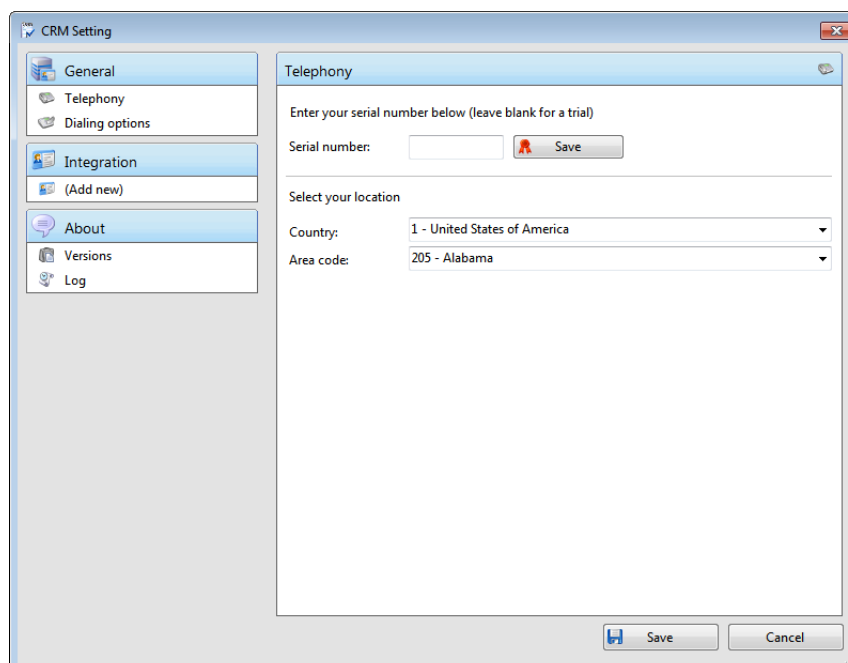 CRM Setting
General
Telephony
Dialing options
Integration
(Add new)
About
Versions
Log
Telephony
Enter your serial number below (leave blank for a trial)
Serial number:
Save
Select your location
Country:
1 - United States of America
Area code:
205 - Alabama
Save
Cancel